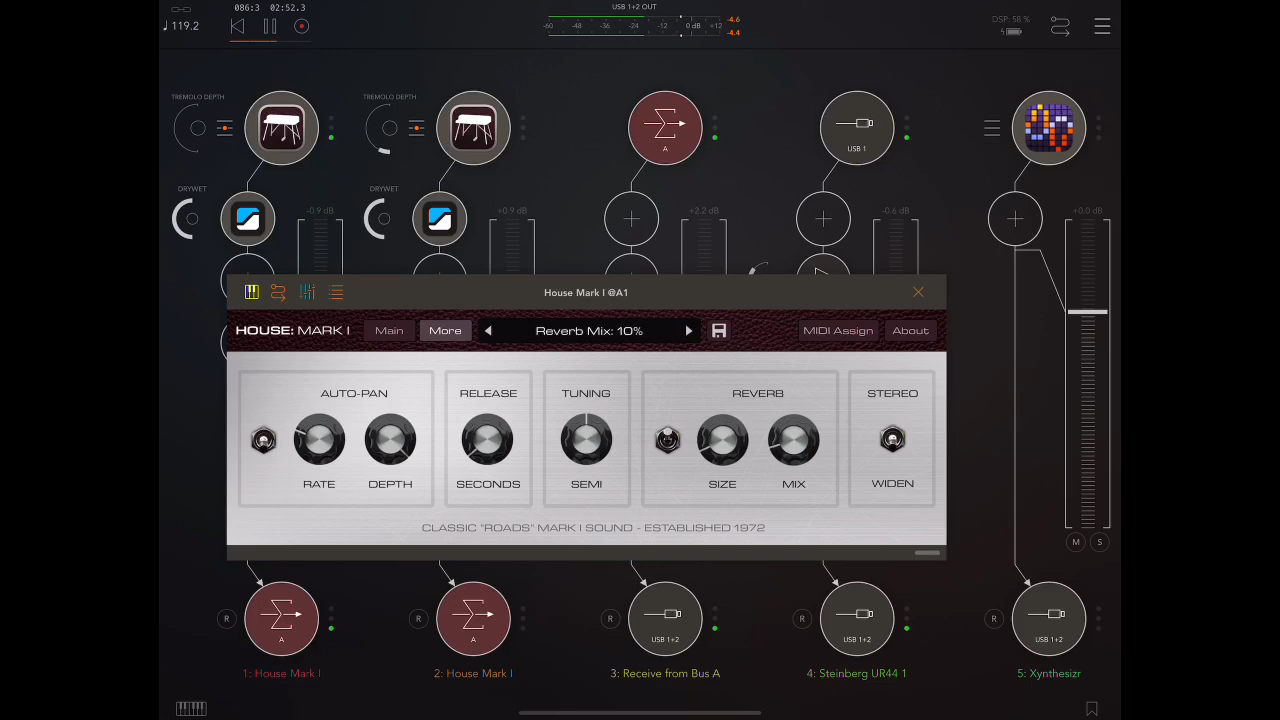 086:3 02:52.3
USB 1+2 OUT
♩119.2
-60 -48 -36 -24 -12 0 dB +12
-4.6
-4.4
DSP: 58 %
TREMOLO DEPTH
TREMOLO DEPTH
A
USB 1
DRYWET
DRYWET
-0.9 dB
+0.9 dB
+2.2 dB
-0.6 dB
+0.0 dB
House Mark I @A1
HOUSE: MARK I
Main
More
Reverb Mix: 10%
MIDI Assign
About
AUTO-PAN
RELEASE
TUNING
REVERB
STEREO
RATE
DEPTH
SECONDS
SEMI
SIZE
MIX
WIDEN
CLASSIC "ROADS" MARK I SOUND - ESTABLISHED 1972
M S
R
A
R
A
R
USB 1+2
R
USB 1+2
R
USB 1+2
1: House Mark I
2: House Mark I
3: Receive from Bus A
4: Steinberg UR44 1
5: Xynthesizr